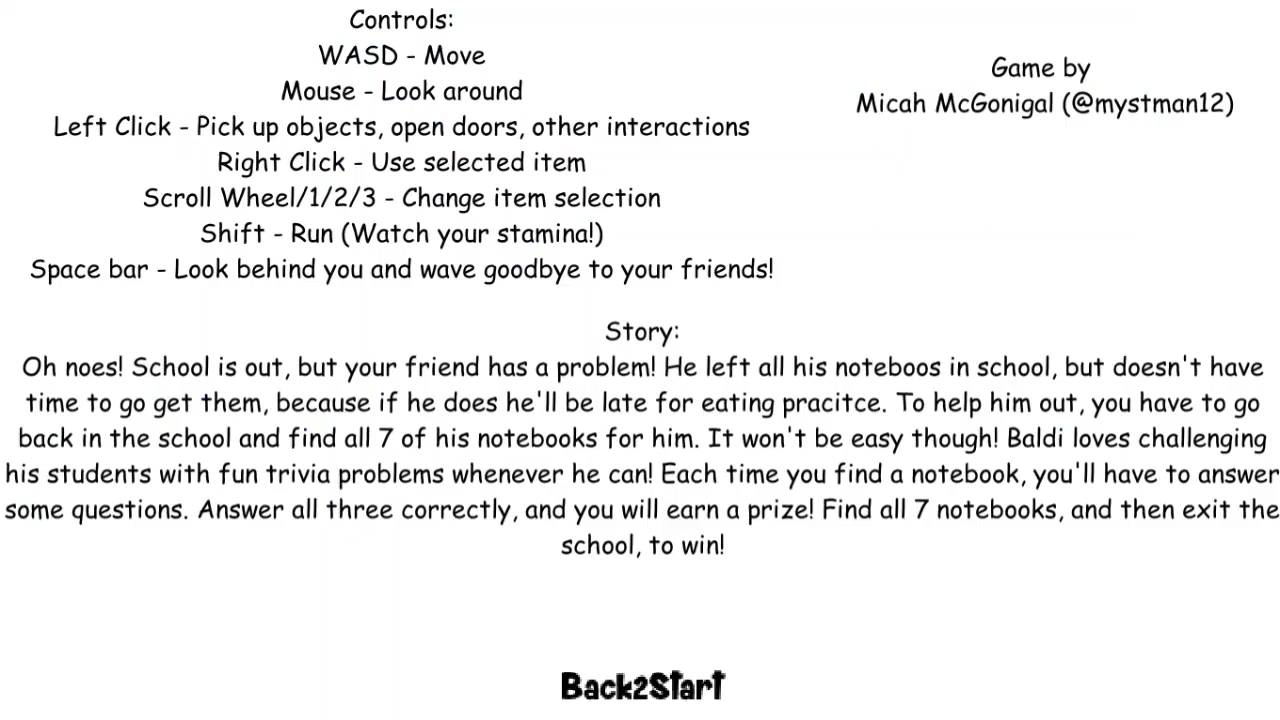 Controls:
WASD - Move
Mouse - Look around
Left Click - Pick up objects, open doors, other interactions
Right Click - Use selected item
Scroll Wheel/1/2/3 - Change item selection
Shift - Run (Watch your stamina!)
Space bar - Look behind you and wave goodbye to your friends!
Game by
Micah McGonigal (@mystman12)
Story:
Oh noes! School is out, but your friend has a problem! He left all his noteboos in school, but doesn't have
time to go get them, because if he does he'll be late for eating pracitce. To help him out, you have to go
back in the school and find all 7 of his notebooks for him. It won't be easy though! Baldi loves challenging
his students with fun trivia problems whenever he can! Each time you find a notebook, you'll have to answer
some questions. Answer all three correctly, and you will earn a prize! Find all 7 notebooks, and then exit the
school, to win!
Back2Start